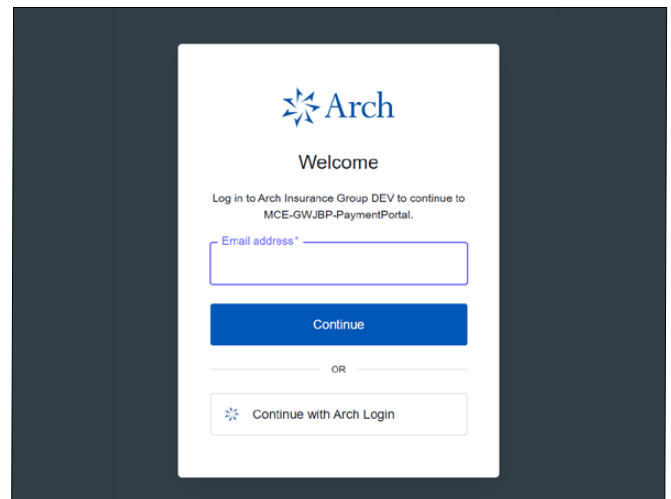 Arch
Welcome
Log in to Arch Insurance Group DEV to continue to
MCE-GWJBP-PaymentPortal.
Email address*
Continue
OR
Continue with Arch Login